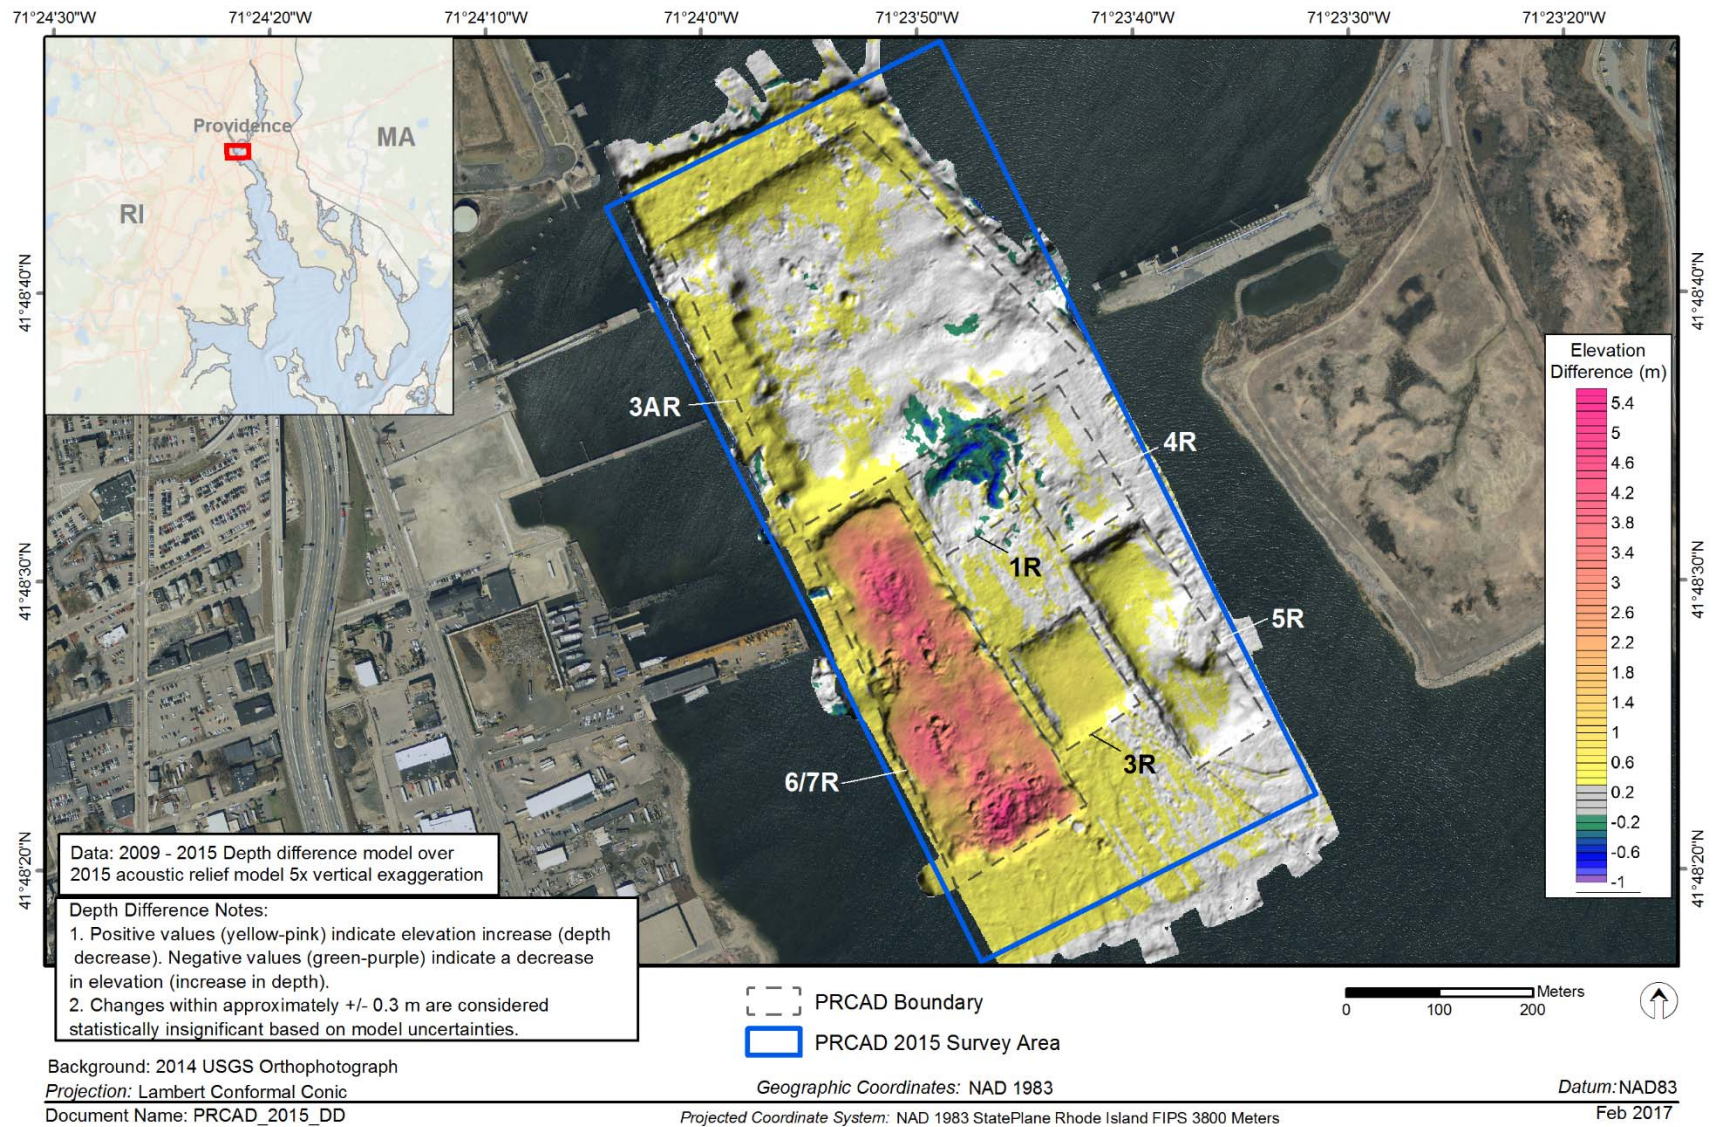 71°24'30"W
71°24'20"W
71°24'10"W
71°24'0"W
71°23'50"W
71°23'40"W
71°23'30"W
71°23'20"W
Providence
MA
RI
41°48'40"N
41°48'40"N
3AR
4R
1R
5R
3R
6/7R
41°48'30"N
41°48'30"N
41°48'20"N
41°48'20"N
Elevation
Difference (m)
5.4
5
4.6
4.2
3.8
3.4
3
2.6
2.2
1.8
1.4
1
0.6
0.2
-0.2
-0.6
-1
Data: 2009 - 2015 Depth difference model over
2015 acoustic relief model 5x vertical exaggeration
Depth Difference Notes:
1. Positive values (yellow-pink) indicate elevation increase (depth
decrease). Negative values (green-purple) indicate a decrease
in elevation (increase in depth).
2. Changes within approximately +/- 0.3 m are considered
statistically insignificant based on model uncertainties.
PRCAD Boundary
PRCAD 2015 Survey Area
Meters
0 100 200
Background: 2014 USGS Orthophotograph
Projection: Lambert Conformal Conic
Geographic Coordinates: NAD 1983
Datum:NAD83
Document Name: PRCAD_2015_DD
Projected Coordinate System: NAD 1983 StatePlane Rhode Island FIPS 3800 Meters
Feb 2017